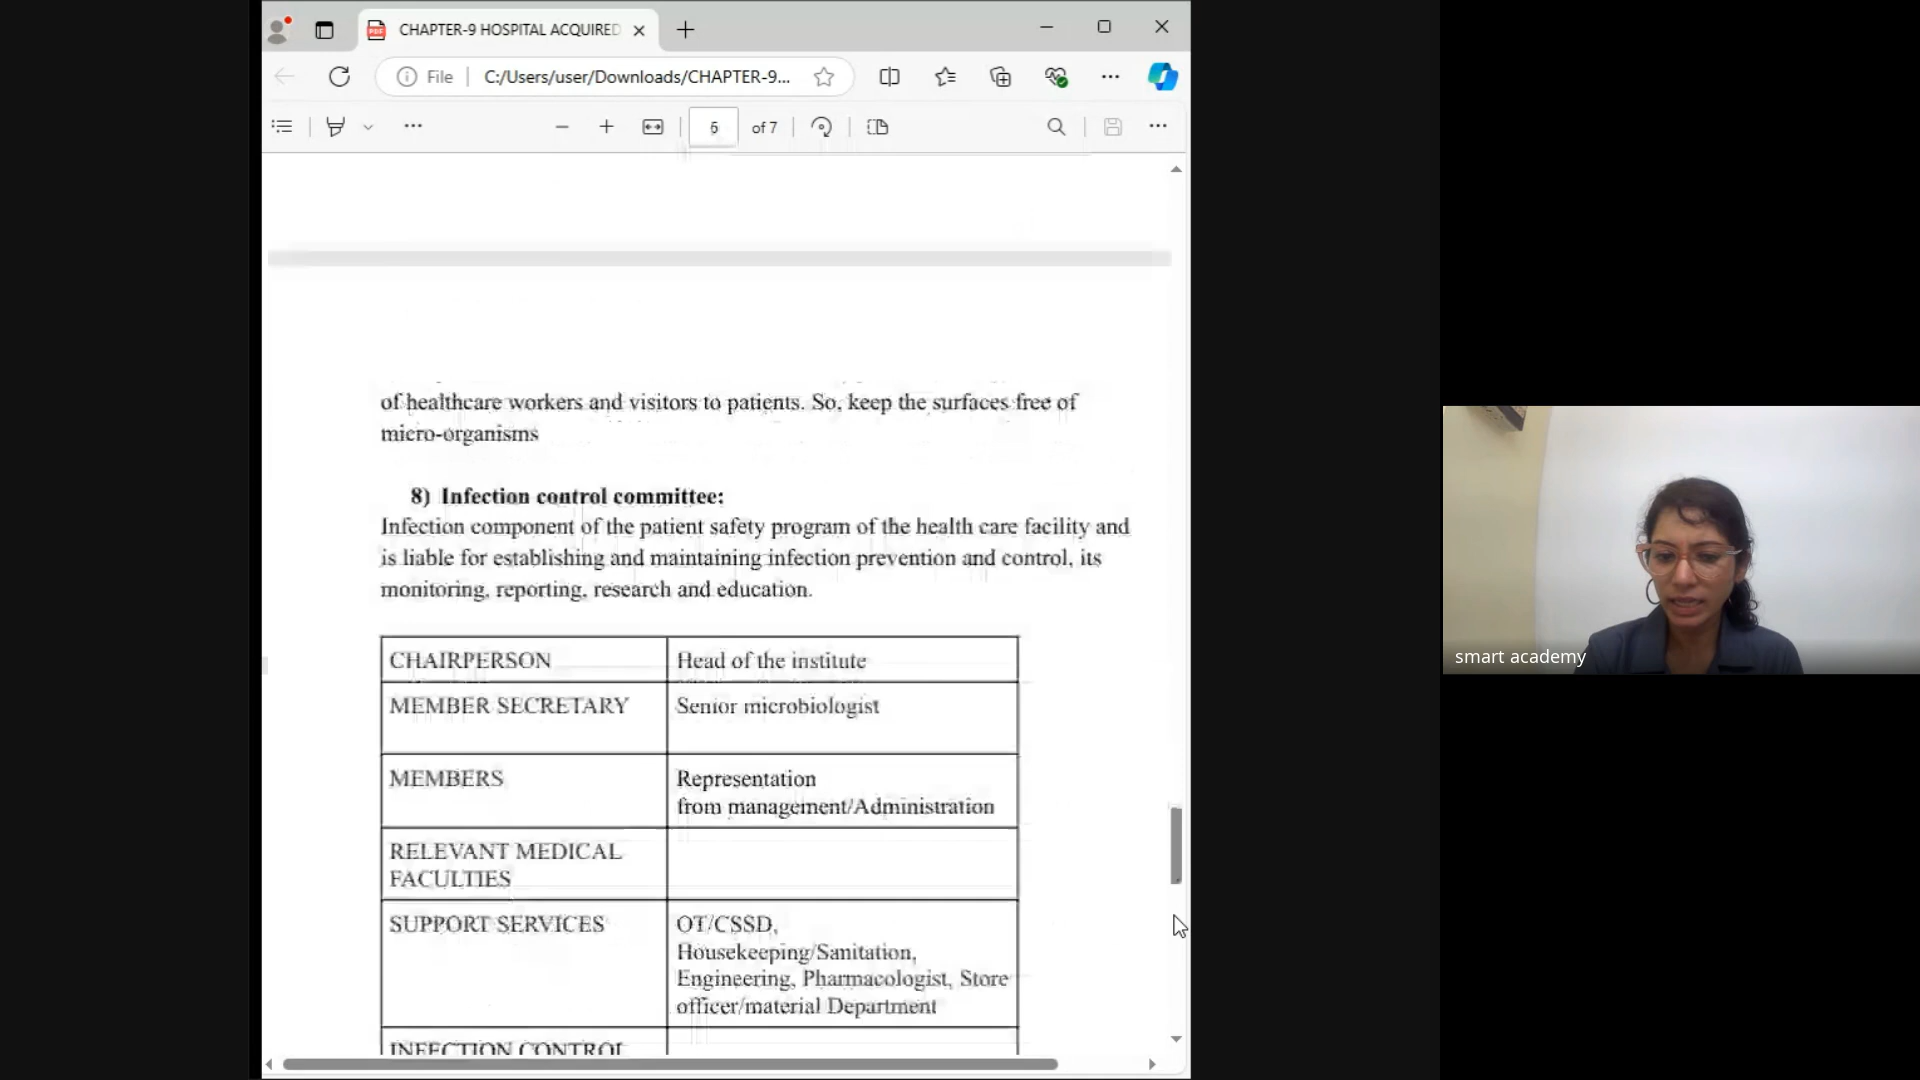 CHAPTER-9 HOSPITAL ACQUIRED
File
C:/Users/user/Downloads/CHAPTER-9...
5 of 7
of healthcare workers and visitors to patients. So, keep the surfaces free of
micro-organisms
8) Infection control committee:
Infection component of the patient safety program of the health care facility and
is liable for establishing and maintaining infection prevention and control, its
monitoring, reporting, research and education.
CHAIRPERSON Head of the institute
MEMBER SECRETARY Senior microbiologist
MEMBERS Representation
from management/Administration
RELEVANT MEDICAL
FACULTIES
SUPPORT SERVICES OT/CSSD,
Housekeeping/Sanitation,
Engineering, Pharmacologist, Store
officer/material Department
INFECTION CONTROL
smart academy